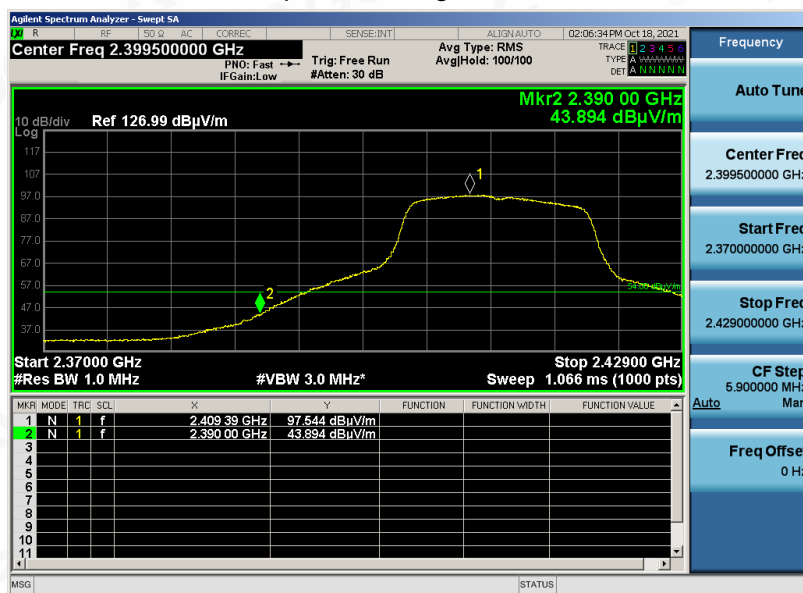 Agilent Spectrum Analyzer - Swept SA
LXI R RF 50 Ω AC CORREC SENSE:INT ALIGN AUTO 02:06:34 PM Oct 18, 2021
Center Freq 2.399500000 GHz
PNO: Fast
IFGain:Low
Trig: Free Run
#Atten: 30 dB
Avg Type: RMS
Avg|Hold: 100/100
TRACE 1 2 3 4 5 6
TYPE A WWWWW
DET A N N N N N
Mkr2 2.390 00 GHz
43.894 dBµV/m
10 dB/div Ref 126.99 dBµV/m
Log
117
107
97.0
87.0
77.0
67.0
57.0
47.0
37.0
1
2
54.00 dBµV/m
Start 2.37000 GHz Stop 2.42900 GHz
#Res BW 1.0 MHz #VBW 3.0 MHz* Sweep 1.066 ms (1000 pts)
MKR MODE TRC SCL X Y FUNCTION FUNCTION WIDTH FUNCTION VALUE
1 N 1 f 2.409 39 GHz 97.544 dBµV/m
2 N 1 f 2.390 00 GHz 43.894 dBµV/m
3
4
5
6
7
8
9
10
11
MSG STATUS
Frequency
Auto Tune
Center Freq
2.399500000 GHz
Start Freq
2.370000000 GHz
Stop Freq
2.429000000 GHz
CF Step
5.900000 MHz
Auto Man
Freq Offset
0 Hz